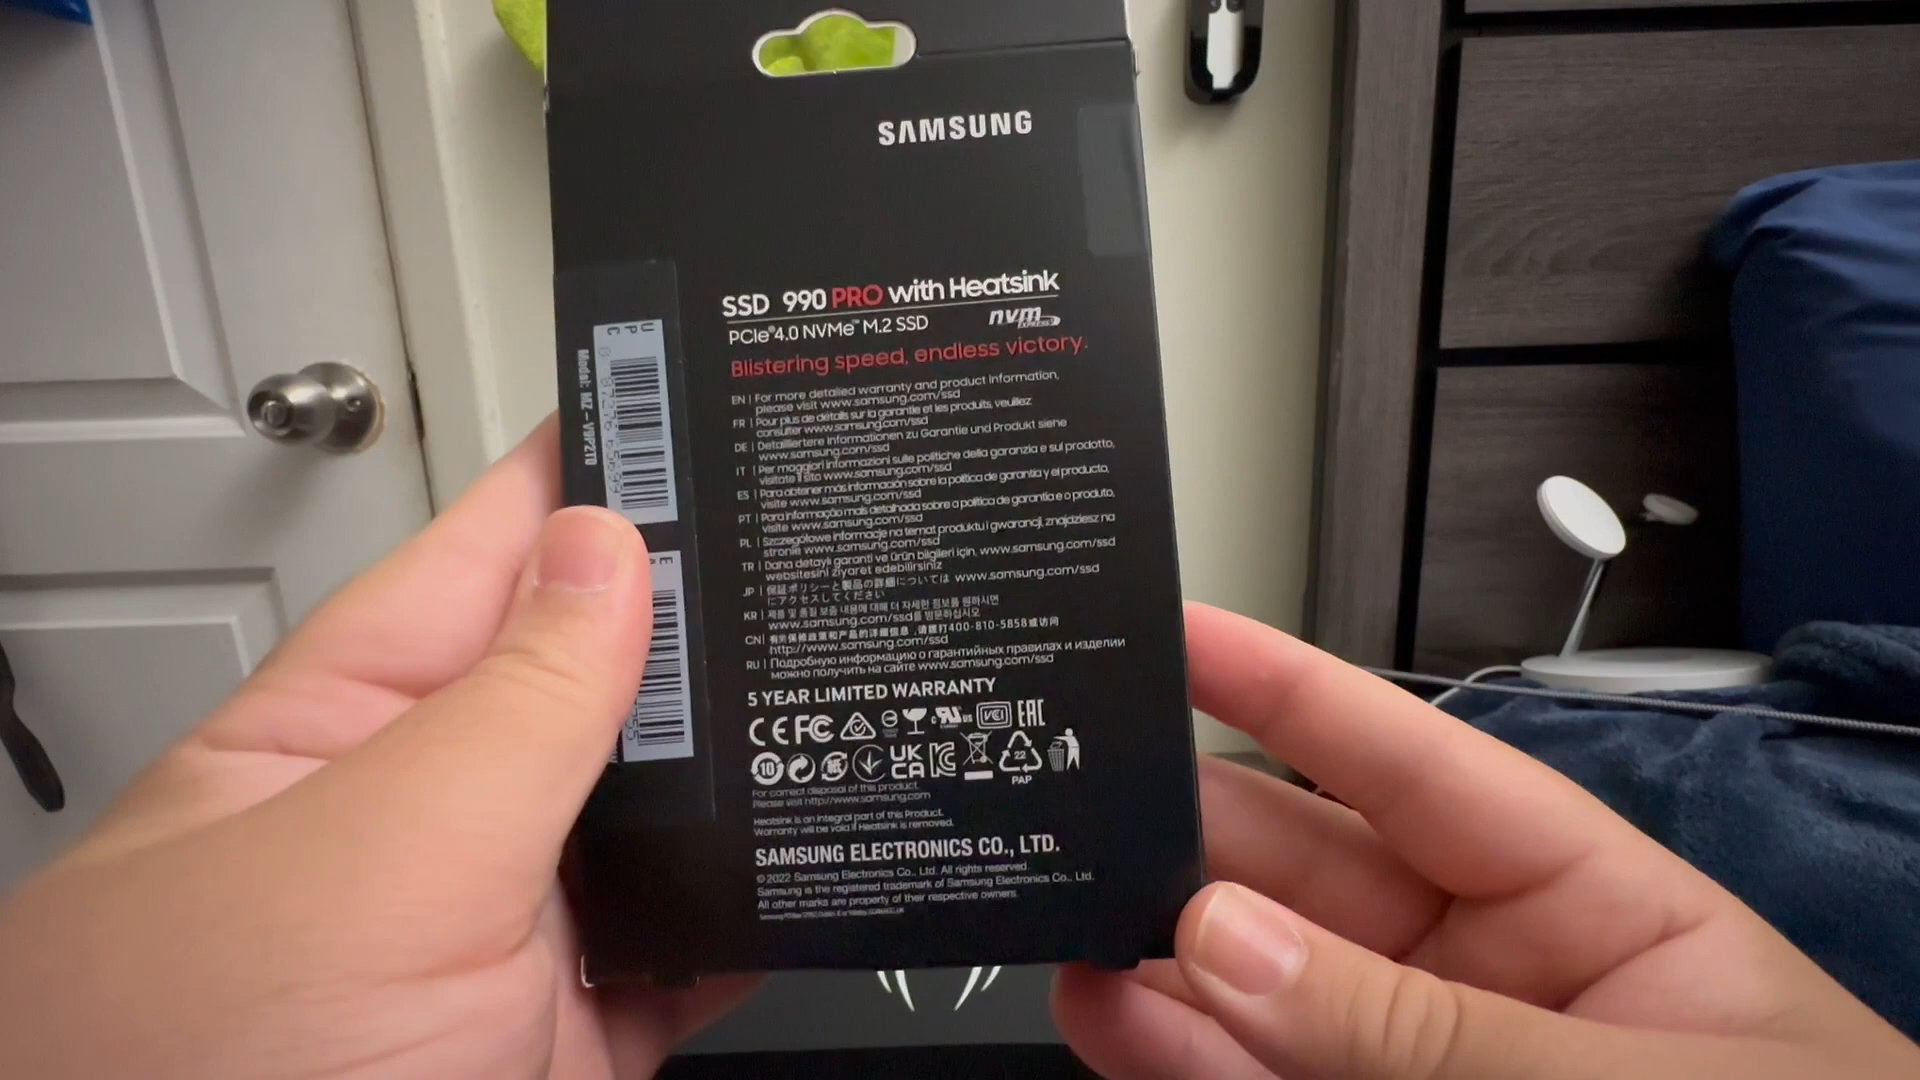 SAMSUNG
SSD 990 PRO with Heatsink
PCIe® 4.0 NVMe™ M.2 SSD
nvm EXPRESS
Blistering speed, endless victory.
EN | For more detailed warranty and product information,
please visit www.samsung.com/ssd
FR | Pour plus de détails sur la garantie et les produits, veuillez
consulter www.samsung.com/ssd
DE | Detailliertere Informationen zu Garantie und Produkt siehe
www.samsung.com/ssd
IT | Per maggiori informazioni sulle politiche della garanzia e sul prodotto,
visitate il sito www.samsung.com/ssd
ES | Para obtener más información sobre la política de garantía y el producto,
visite www.samsung.com/ssd
PT | Para informação mais detalhada sobre a política de garantia e o produto,
visite www.samsung.com/ssd
PL | Szczegółowe informacje na temat produktu i gwarancji, znajdziesz na
stronie www.samsung.com/ssd
TR | Daha detaylı garanti ve ürün bilgileri için, www.samsung.com/ssd
websitesini ziyaret edebilirsiniz
JP | 保証ポリシーと製品の詳細については www.samsung.com/ssd
にアクセスしてください
KR | 제품 및 품질 보증 내용에 대해 더 자세한 정보를 원하시면
www.samsung.com/ssd를 방문하십시오
CN | 有关保修政策和产品的详细信息,请拨打400-810-5858或访问
http://www.samsung.com/ssd
RU | Подробную информацию о гарантийных правилах и изделии
можно получить на сайте www.samsung.com/ssd
5 YEAR LIMITED WARRANTY
CE FC c RU us VCI EAC
10 UK CA 22 PAP
For correct disposal of this product.
Please visit http://www.samsung.com
Heatsink is an integral part of this Product.
Warranty will be void if Heatsink is removed.
SAMSUNG ELECTRONICS CO., LTD.
©2022 Samsung Electronics Co., Ltd. All rights reserved.
Samsung is the registered trademark of Samsung Electronics Co., Ltd.
All other marks are property of their respective owners.
UPC
Model: MZ-V9P2T0